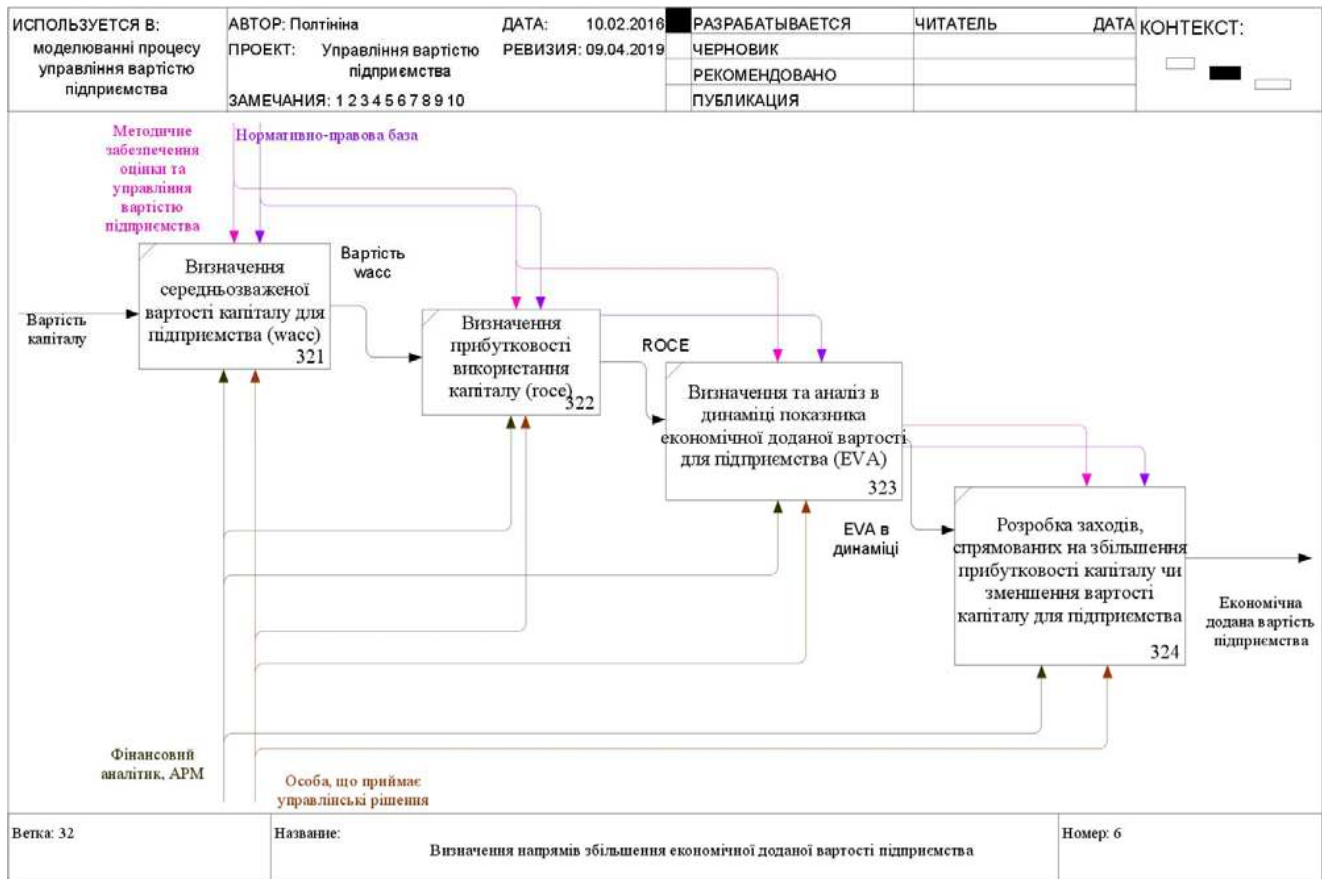 ИСПОЛЬЗУЕТСЯ В:
моделюванні процесу
управління вартістю
підприємства
АВТОР: Полтініна
ДАТА: 10.02.2016
ПРОЕКТ: Управління вартістю
підприємства
РЕВИЗИЯ: 09.04.2019
ЗАМЕЧАНИЯ: 1 2 3 4 5 6 7 8 9 10
РАЗРАБАТЫВАЕТСЯ
ЧЕРНОВИК
РЕКОМЕНДОВАНО
ПУБЛИКАЦИЯ
ЧИТАТЕЛЬ
ДАТА
КОНТЕКСТ:
Методичне
забезпечення
оцінки та
управління
вартістю
підприємства
Нормативно-правова база
Вартість
капіталу
Визначення
середньозваженої
вартості капіталу для
підприємства (wacc)
321
Вартість
wacc
Визначення
прибутковості
використання
капіталу (roce)
322
ROCE
Визначення та аналіз в
динаміці показника
економічної доданої вартості
для підприємства (EVA)
323
EVA в
динаміці
Розробка заходів,
спрямованих на збільшення
прибутковості капіталу чи
зменшення вартості
капіталу для підприємства
324
Економічна
додана вартість
підприємства
Фінансовий
аналітик, АРМ
Особа, що приймає
управлінські рішення
Ветка: 32
Название:
Визначення напрямів збільшення економічної доданої вартості підприємства
Номер: 6